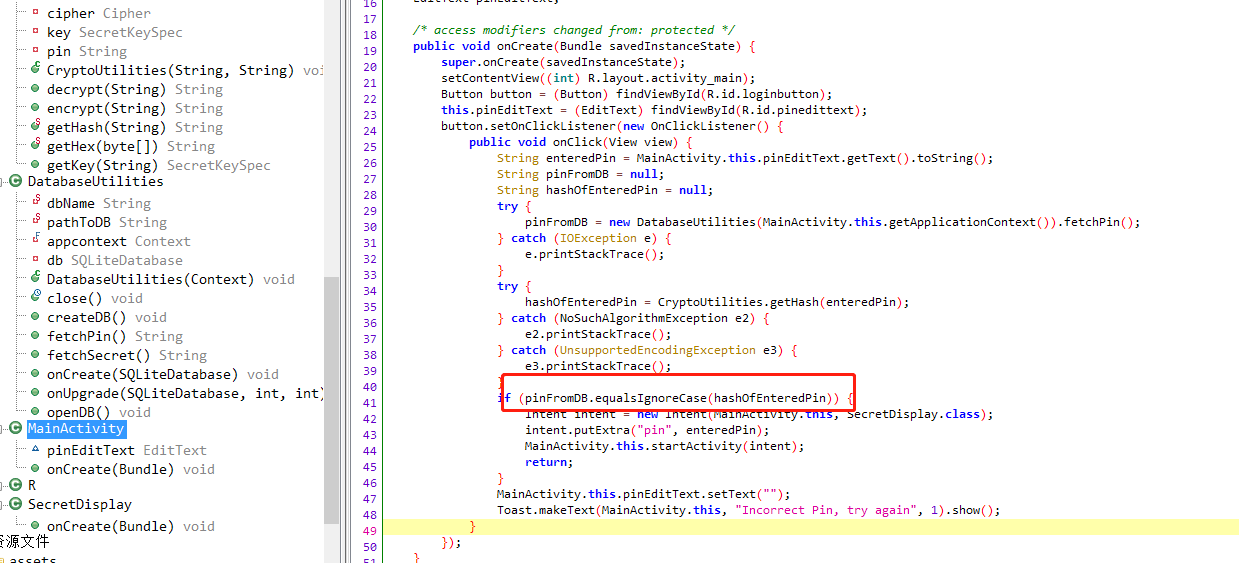 cipher Cipher
key SecretKeySpec
pin String
CryptoUtilities(String, String) voi
decrypt(String) String
encrypt(String) String
getHash(String) String
getHex(byte[]) String
getKey(String) SecretKeySpec
DatabaseUtilities
dbName String
pathToDB String
appcontext Context
db SQLiteDatabase
DatabaseUtilities(Context) void
close() void
createDB() void
fetchPin() String
fetchSecret() String
onCreate(SQLiteDatabase) void
onUpgrade(SQLiteDatabase, int, int)
openDB() void
MainActivity
pinEditText EditText
onCreate(Bundle) void
R
SecretDisplay
onCreate(Bundle) void
资源文件
assets
16 EditText pinEditText;
17
18 /* access modifiers changed from: protected */
19 public void onCreate(Bundle savedInstanceState) {
20 super.onCreate(savedInstanceState);
21 setContentView((int) R.layout.activity_main);
22 Button button = (Button) findViewById(R.id.loginbutton);
23 this.pinEditText = (EditText) findViewById(R.id.pinedittext);
24 button.setOnClickListener(new OnClickListener() {
25 public void onClick(View view) {
26 String enteredPin = MainActivity.this.pinEditText.getText().toString();
27 String pinFromDB = null;
28 String hashOfEnteredPin = null;
29 try {
30 pinFromDB = new DatabaseUtilities(MainActivity.this.getApplicationContext()).fetchPin();
31 } catch (IOException e) {
32 e.printStackTrace();
33 }
34 try {
35 hashOfEnteredPin = CryptoUtilities.getHash(enteredPin);
36 } catch (NoSuchAlgorithmException e2) {
37 e2.printStackTrace();
38 } catch (UnsupportedEncodingException e3) {
39 e3.printStackTrace();
40 }
41 if (pinFromDB.equalsIgnoreCase(hashOfEnteredPin)) {
42 Intent intent = new Intent(MainActivity.this, SecretDisplay.class);
43 intent.putExtra("pin", enteredPin);
44 MainActivity.this.startActivity(intent);
45 return;
46 }
47 MainActivity.this.pinEditText.setText("");
48 Toast.makeText(MainActivity.this, "Incorrect Pin, try again", 1).show();
49 }
50 });
51 }